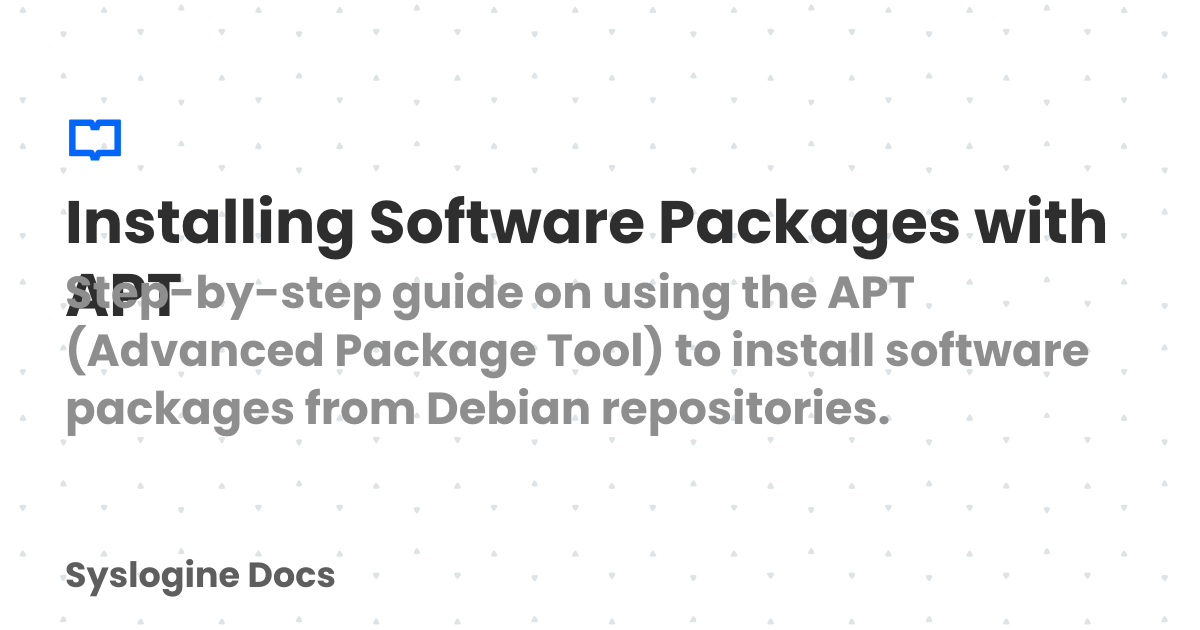 Installing Software Packages with
APT
Step-by-step guide on using the APT
(Advanced Package Tool) to install software
packages from Debian repositories.
Syslogine Docs